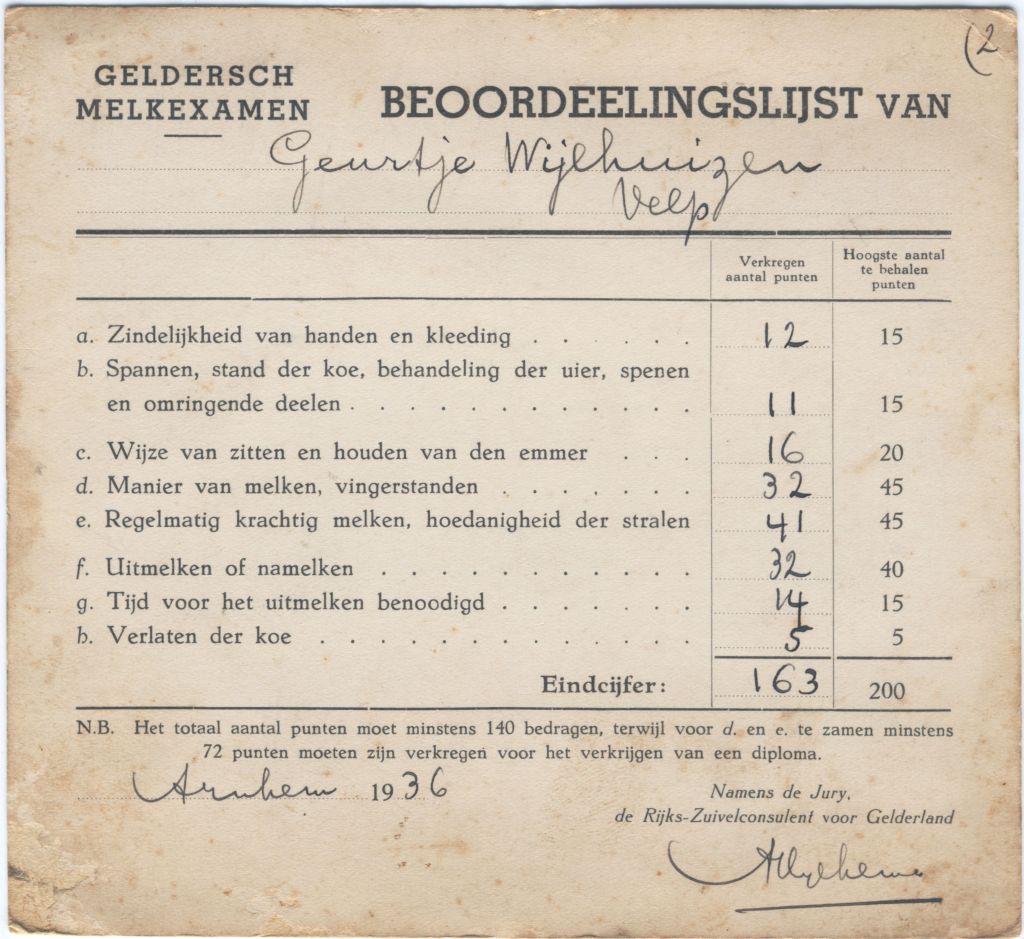 (2
GELDERSCH
MELKEXAMEN
BEOORDEELINGSLIJST VAN
Geurtje Wijlhuizen
Velp
Verkregen
aantal punten
Hoogste aantal
te behalen
punten
a. Zindelijkheid van handen en kleeding . . . . . . 12 15
b. Spannen, stand der koe, behandeling der uier, spenen
en omringende deelen . . . . . . . . . . . 11 15
c. Wijze van zitten en houden van den emmer . . . 16 20
d. Manier van melken, vingerstanden . . . . . . 32 45
e. Regelmatig krachtig melken, hoedanigheid der stralen 41 45
f. Uitmelken of namelken . . . . . . . . . . 32 40
g. Tijd voor het uitmelken benoodigd . . . . . . 14 15
h. Verlaten der koe . . . . . . . . . . . . 5 5
Eindcijfer: 163 200
N.B. Het totaal aantal punten moet minstens 140 bedragen, terwijl voor d. en e. te zamen minstens
72 punten moeten zijn verkregen voor het verkrijgen van een diploma.
Arnhem 1936
Namens de Jury,
de Rijks-Zuivelconsulent voor Gelderland